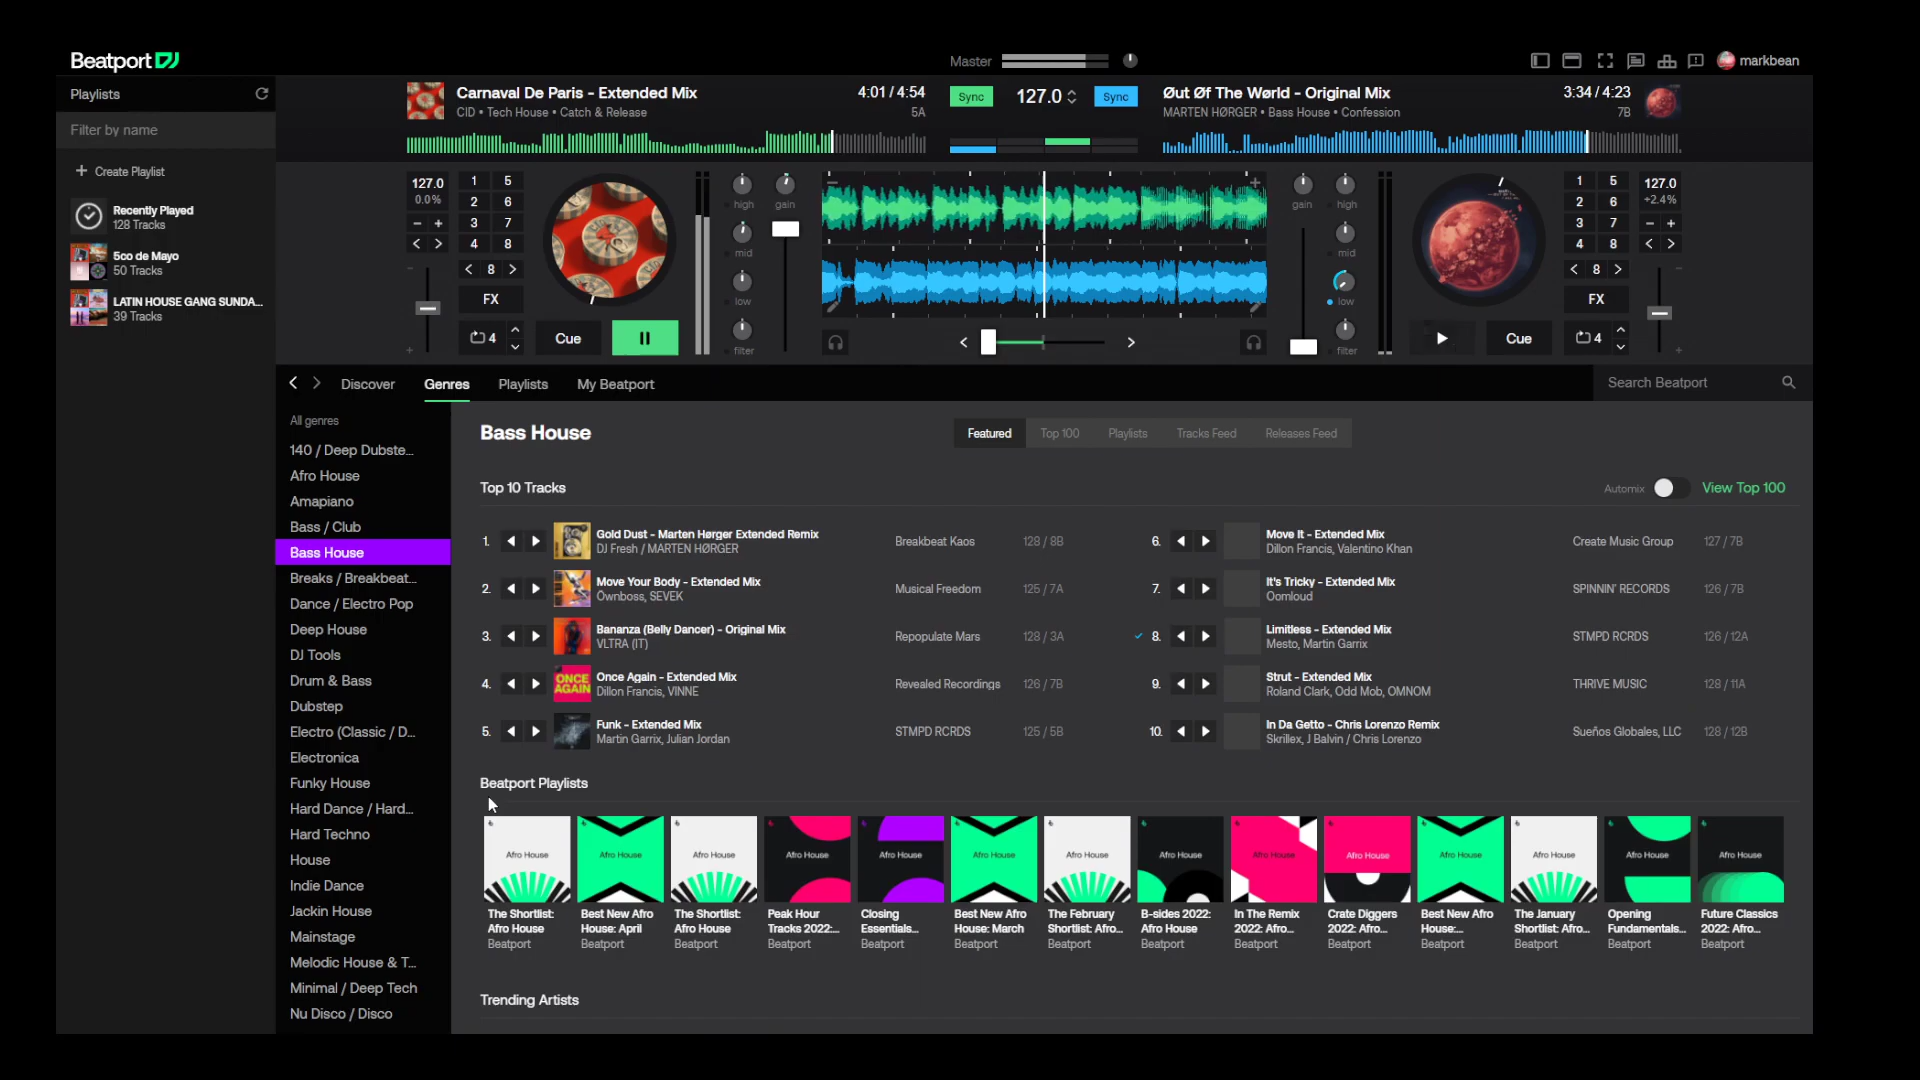 Beatport DJ
Master
markbean
Playlists
Filter by name
Create Playlist
Recently Played
128 Tracks
5co de Mayo
50 Tracks
LATIN HOUSE GANG SUNDA...
39 Tracks
Carnaval De Paris - Extended Mix
CID • Tech House • Catch & Release
4:01 / 4:54
5A
Sync
127.0
Sync
Øut Øf The Wørld - Original Mix
MARTEN HØRGER • Bass House • Confession
3:34 / 4:23
7B
127.0
0.0%
1 5
2 6
3 7
4 8
8
FX
4
Cue
high
mid
low
filter
gain
gain
high
mid
low
filter
1 5
2 6
3 7
4 8
127.0
+2.4%
8
FX
Cue
4
Discover
Genres
Playlists
My Beatport
Search Beatport
All genres
140 / Deep Dubste...
Afro House
Amapiano
Bass / Club
Bass House
Breaks / Breakbeat...
Dance / Electro Pop
Deep House
DJ Tools
Drum & Bass
Dubstep
Electro (Classic / D...
Electronica
Funky House
Hard Dance / Hard...
Hard Techno
House
Indie Dance
Jackin House
Mainstage
Melodic House & T...
Minimal / Deep Tech
Nu Disco / Disco
Bass House
Featured
Top 100
Playlists
Tracks Feed
Releases Feed
Top 10 Tracks
Automix
View Top 100
1. Gold Dust - Marten Hørger Extended Remix
DJ Fresh / MARTEN HØRGER
Breakbeat Kaos
128 / 8B
2. Move Your Body - Extended Mix
Öwnboss, SEVEK
Musical Freedom
125 / 7A
3. Bananza (Belly Dancer) - Original Mix
VLTRA (IT)
Repopulate Mars
128 / 3A
4. Once Again - Extended Mix
Dillon Francis, VINNE
Revealed Recordings
126 / 7B
ONCE
AGAIN
5. Funk - Extended Mix
Martin Garrix, Julian Jordan
STMPD RCRDS
125 / 5B
6. Move It - Extended Mix
Dillon Francis, Valentino Khan
Create Music Group
127 / 7B
7. It's Tricky - Extended Mix
Oomloud
SPINNIN' RECORDS
126 / 7B
8. Limitless - Extended Mix
Mesto, Martin Garrix
STMPD RCRDS
126 / 12A
9. Strut - Extended Mix
Roland Clark, Odd Mob, OMNOM
THRIVE MUSIC
128 / 11A
10. In Da Getto - Chris Lorenzo Remix
Skrillex, J Balvin / Chris Lorenzo
Sueños Globales, LLC
128 / 12B
Beatport Playlists
Afro House
The Shortlist:
Afro House
Beatport
Afro House
Best New Afro
House: April
Beatport
Afro House
The Shortlist:
Afro House
Beatport
Afro House
Peak Hour
Tracks 2022:...
Beatport
Afro House
Closing
Essentials...
Beatport
Afro House
Best New Afro
House: March
Beatport
Afro House
The February
Shortlist: Afro...
Beatport
Afro House
B-sides 2022:
Afro House
Beatport
Afro House
In The Remix
2022: Afro...
Beatport
Afro House
Crate Diggers
2022: Afro...
Beatport
Afro House
Best New Afro
House:...
Beatport
Afro House
The January
Shortlist: Afro...
Beatport
Afro House
Opening
Fundamentals...
Beatport
Afro House
Future Classics
2022: Afro...
Beatport
Trending Artists